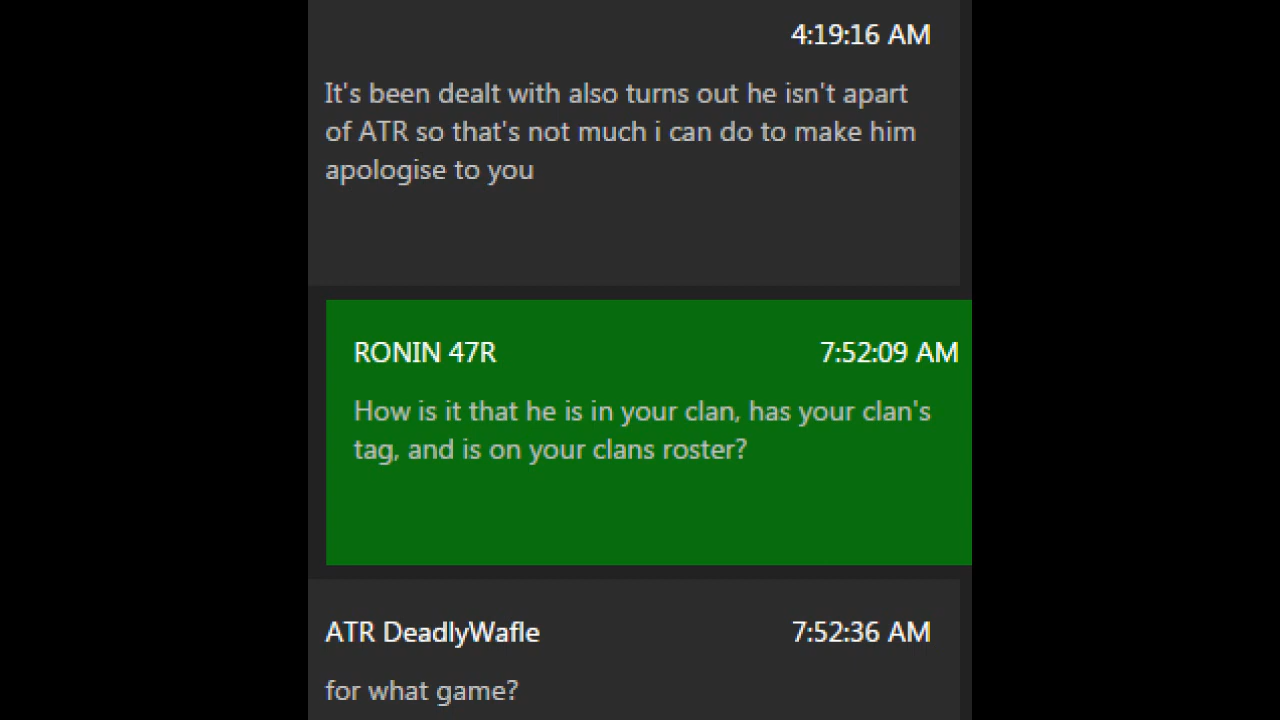 4:19:16 AM
It's been dealt with also turns out he isn't apart
of ATR so that's not much i can do to make him
apologise to you
RONIN 47R 7:52:09 AM
How is it that he is in your clan, has your clan's
tag, and is on your clans roster?
ATR DeadlyWafle 7:52:36 AM
for what game?